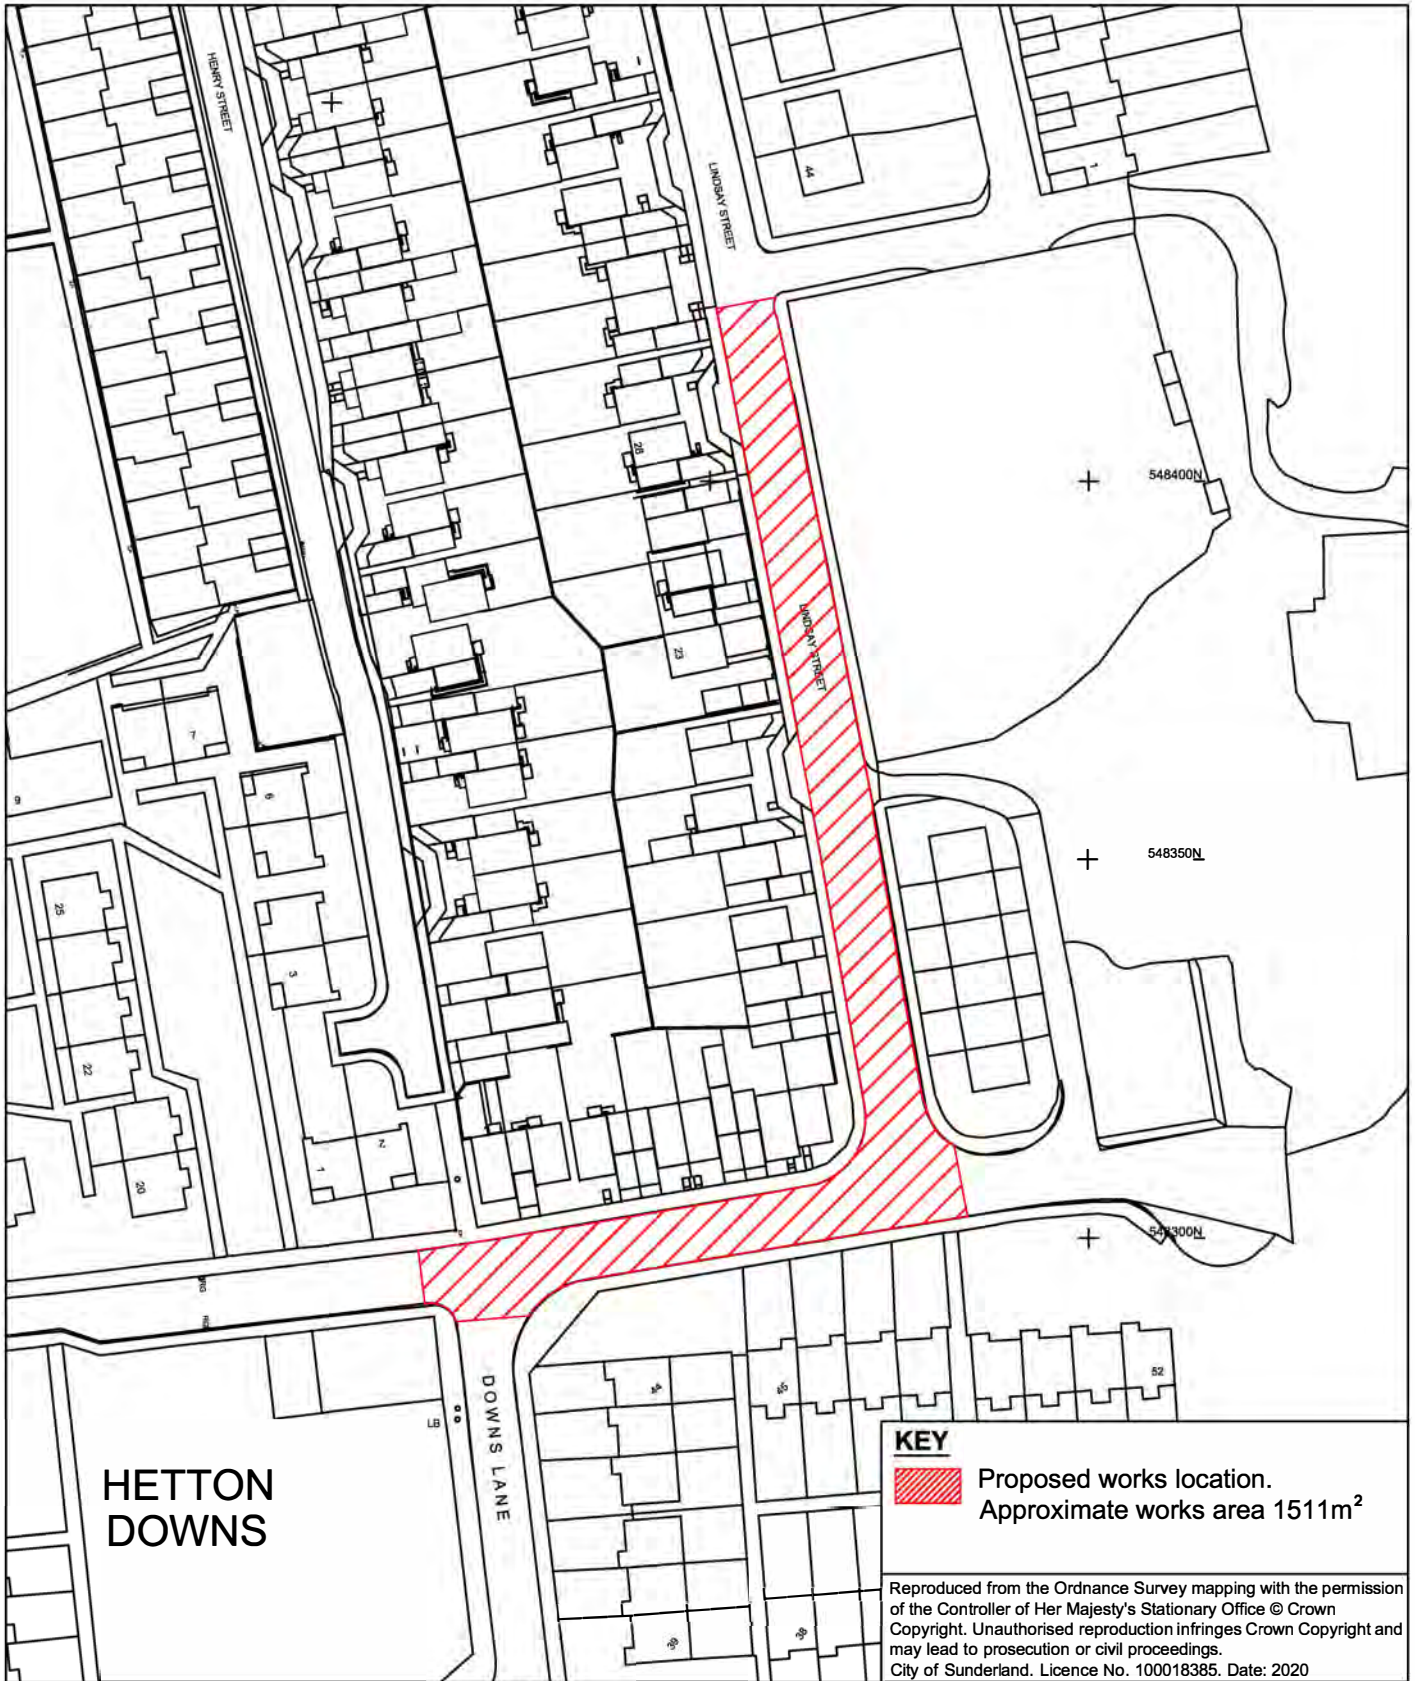 HENRY STREET
LINDSAY STREET
44
1
28
548400N
LINDSAY STREET
23
7
6
9
548350N
25
3
22
2
1
20
548300N
DOWNS LANE
LB
44
45
52
HETTON
DOWNS
KEY
Proposed works location.
Approximate works area 1511m²
39
38
Reproduced from the Ordnance Survey mapping with the permission
of the Controller of Her Majesty's Stationary Office © Crown
Copyright. Unauthorised reproduction infringes Crown Copyright and
may lead to prosecution or civil proceedings.
City of Sunderland. Licence No. 100018385. Date: 2020